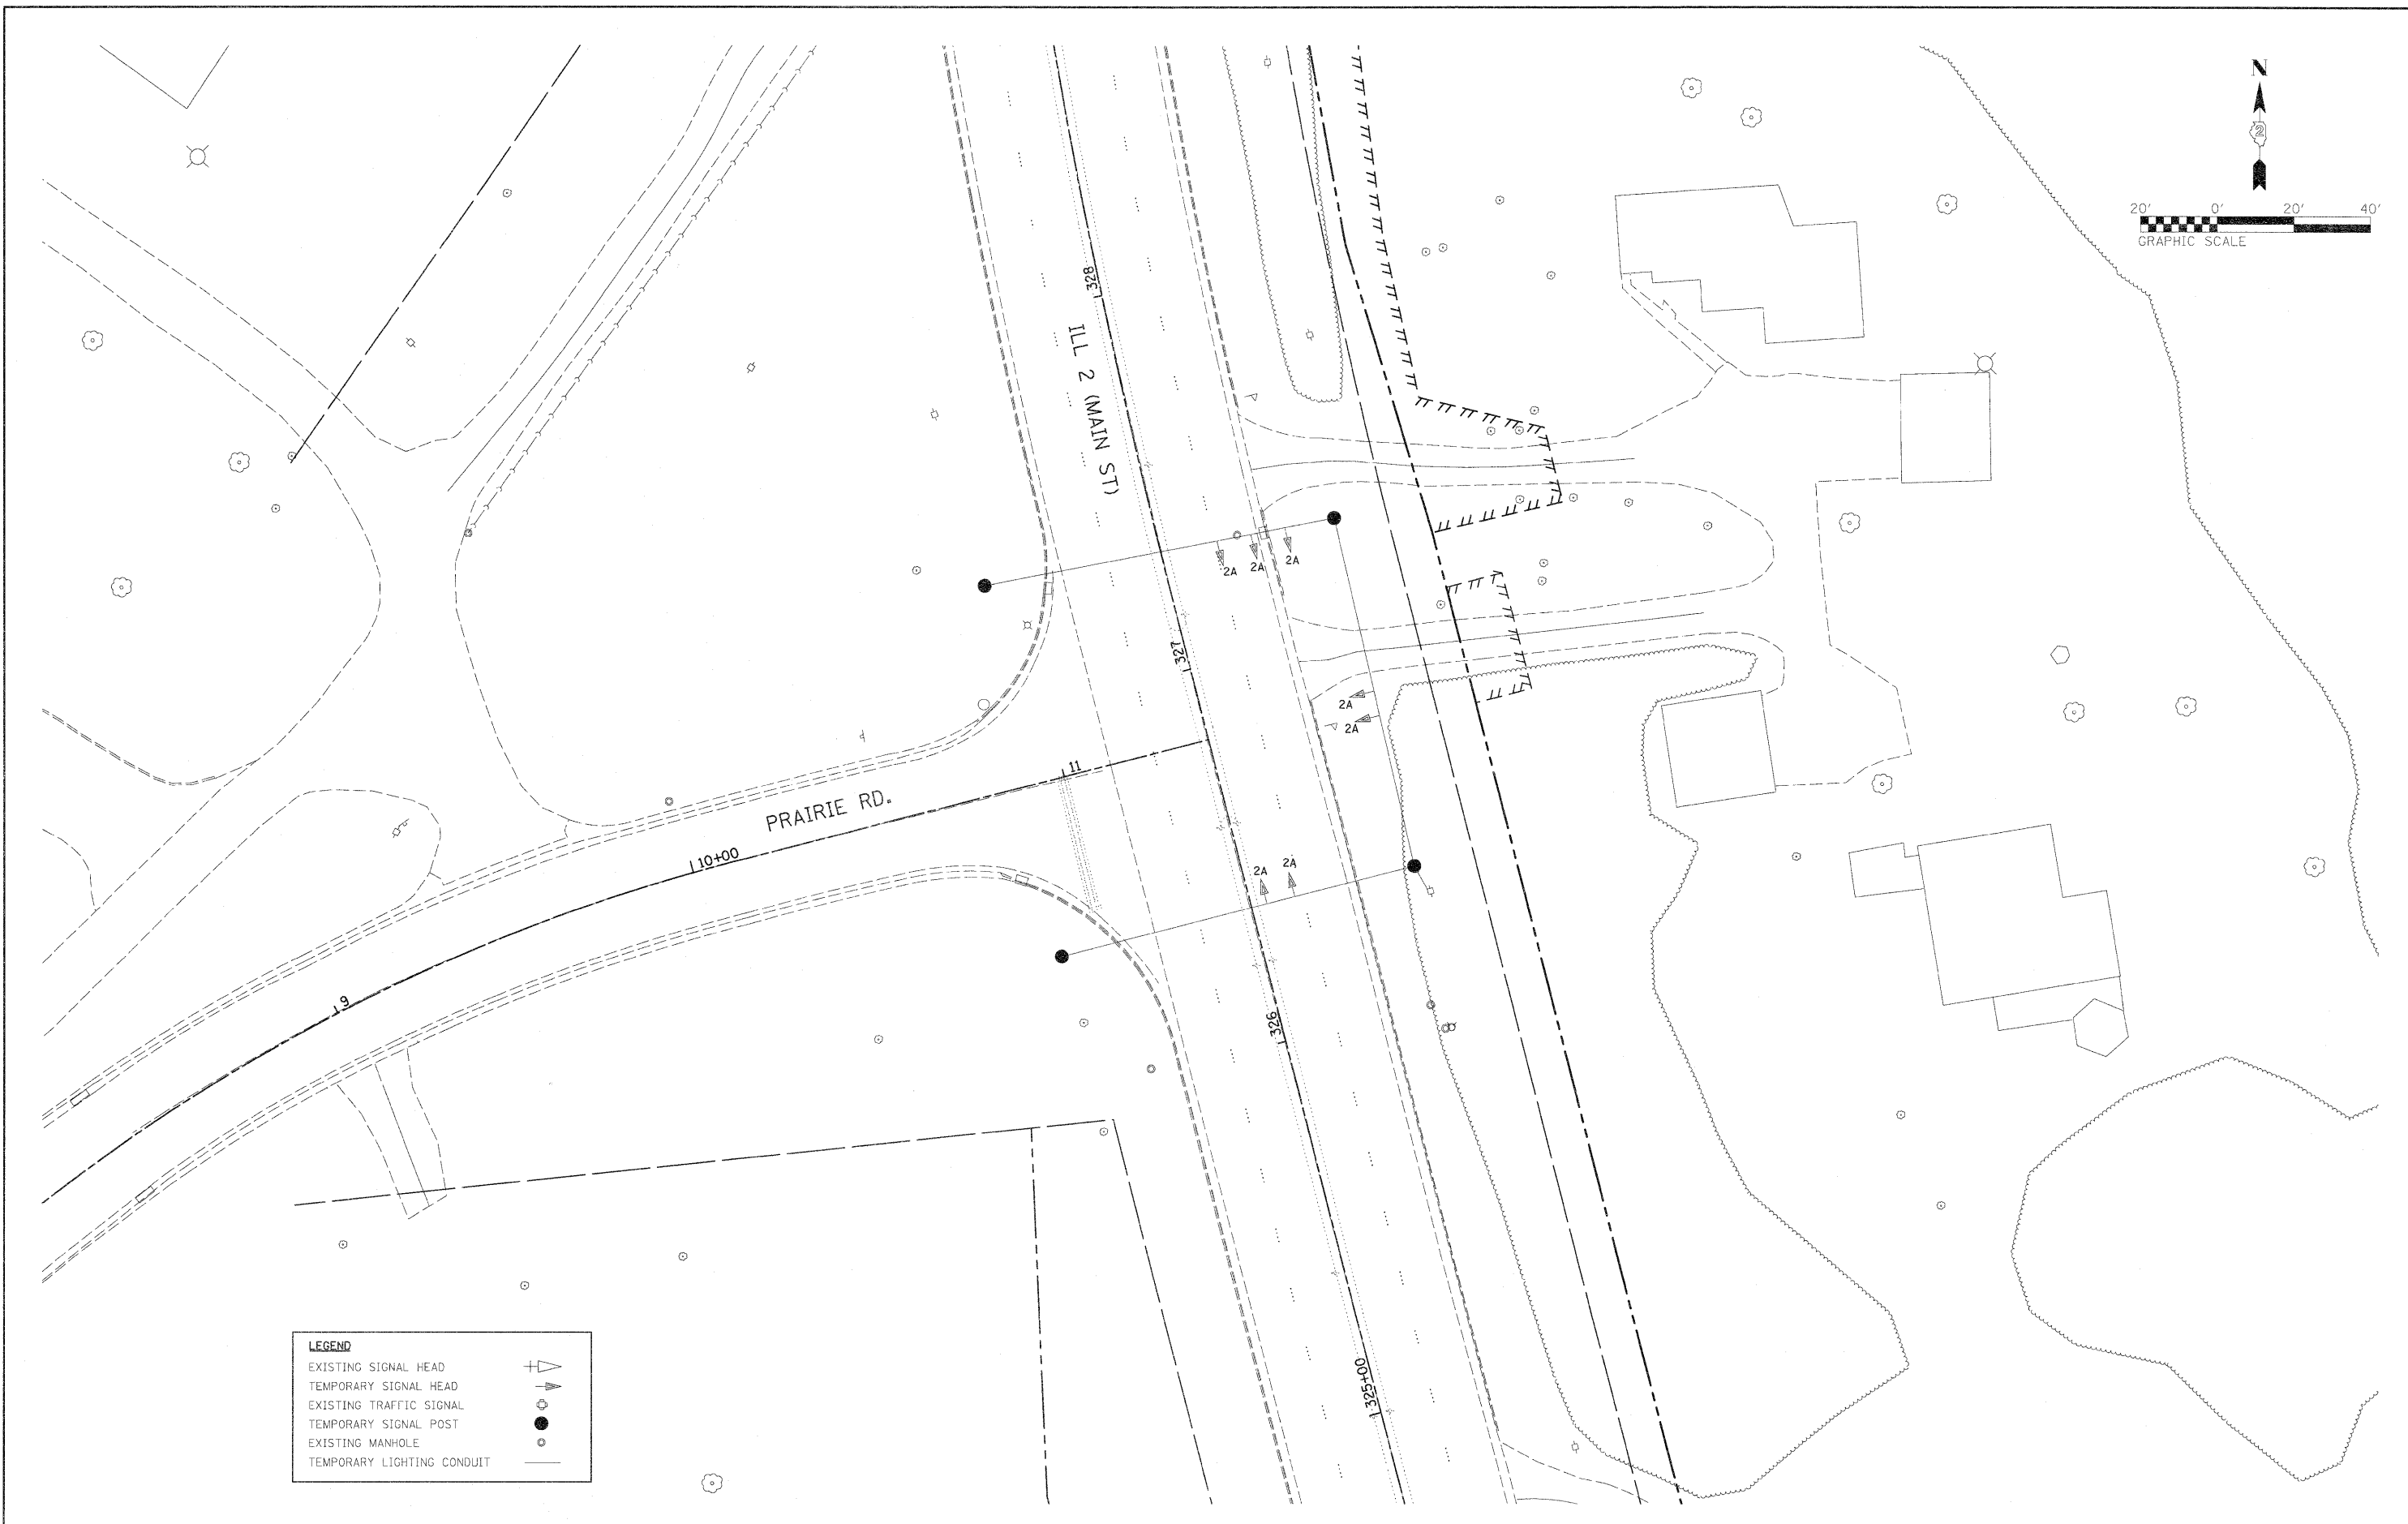 N
2
20' 0' 20' 40'
GRAPHIC SCALE
328
ILL 2 (MAIN ST)
2A 2A 2A
327
2A
2A
11
PRAIRIE RD.
10+00
2A 2A
9
326
325+00
LEGEND
EXISTING SIGNAL HEAD
TEMPORARY SIGNAL HEAD
EXISTING TRAFFIC SIGNAL
TEMPORARY SIGNAL POST
EXISTING MANHOLE
TEMPORARY LIGHTING CONDUIT